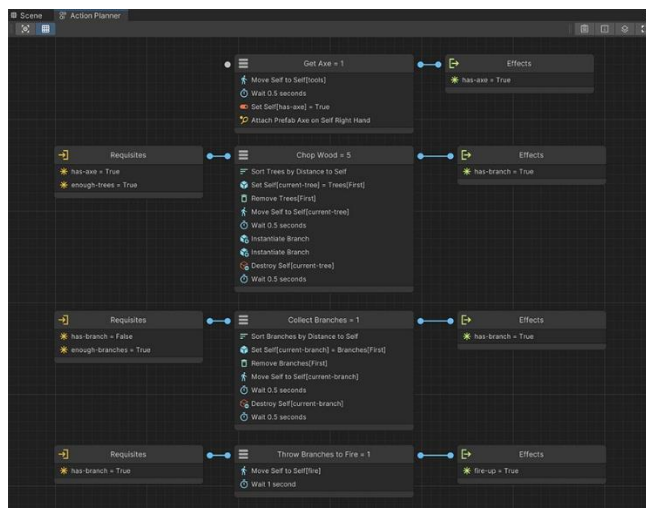 Scene
Action Planner
Get Axe = 1
Move Self to Self[tools]
Wait 0.5 seconds
Set Self[has-axe] = True
Attach Prefab Axe on Self Right Hand
Effects
has-axe = True
Requisites
has-axe = True
enough-trees = True
Chop Wood = 5
Sort Trees by Distance to Self
Set Self[current-tree] = Trees[First]
Remove Trees[First]
Move Self to Self[current-tree]
Wait 0.5 seconds
Instantiate Branch
Instantiate Branch
Destroy Self[current-tree]
Wait 0.5 seconds
Effects
has-branch = True
Requisites
has-branch = False
enough-branches = True
Collect Branches = 1
Sort Branches by Distance to Self
Set Self[current-branch] = Branches[First]
Remove Branches[First]
Move Self to Self[current-branch]
Wait 0.5 seconds
Destroy Self[current-branch]
Wait 0.5 seconds
Effects
has-branch = True
Requisites
has-branch = True
Throw Branches to Fire = 1
Move Self to Self[fire]
Wait 1 second
Effects
fire-up = True